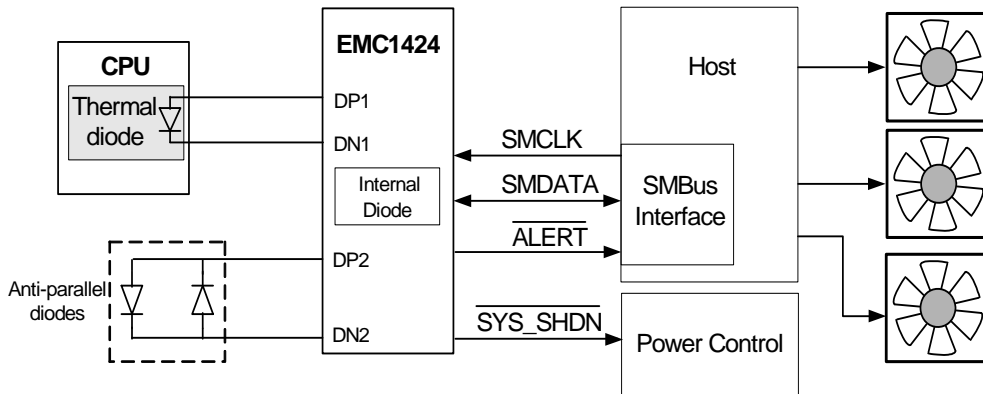 CPU
Thermal
diode
EMC1424
DP1
DN1
Internal
Diode
DP2
DN2
Anti-parallel
diodes
SMCLK
SMDATA
ALERT
SYS_SHDN
Host
SMBus
Interface
Power Control